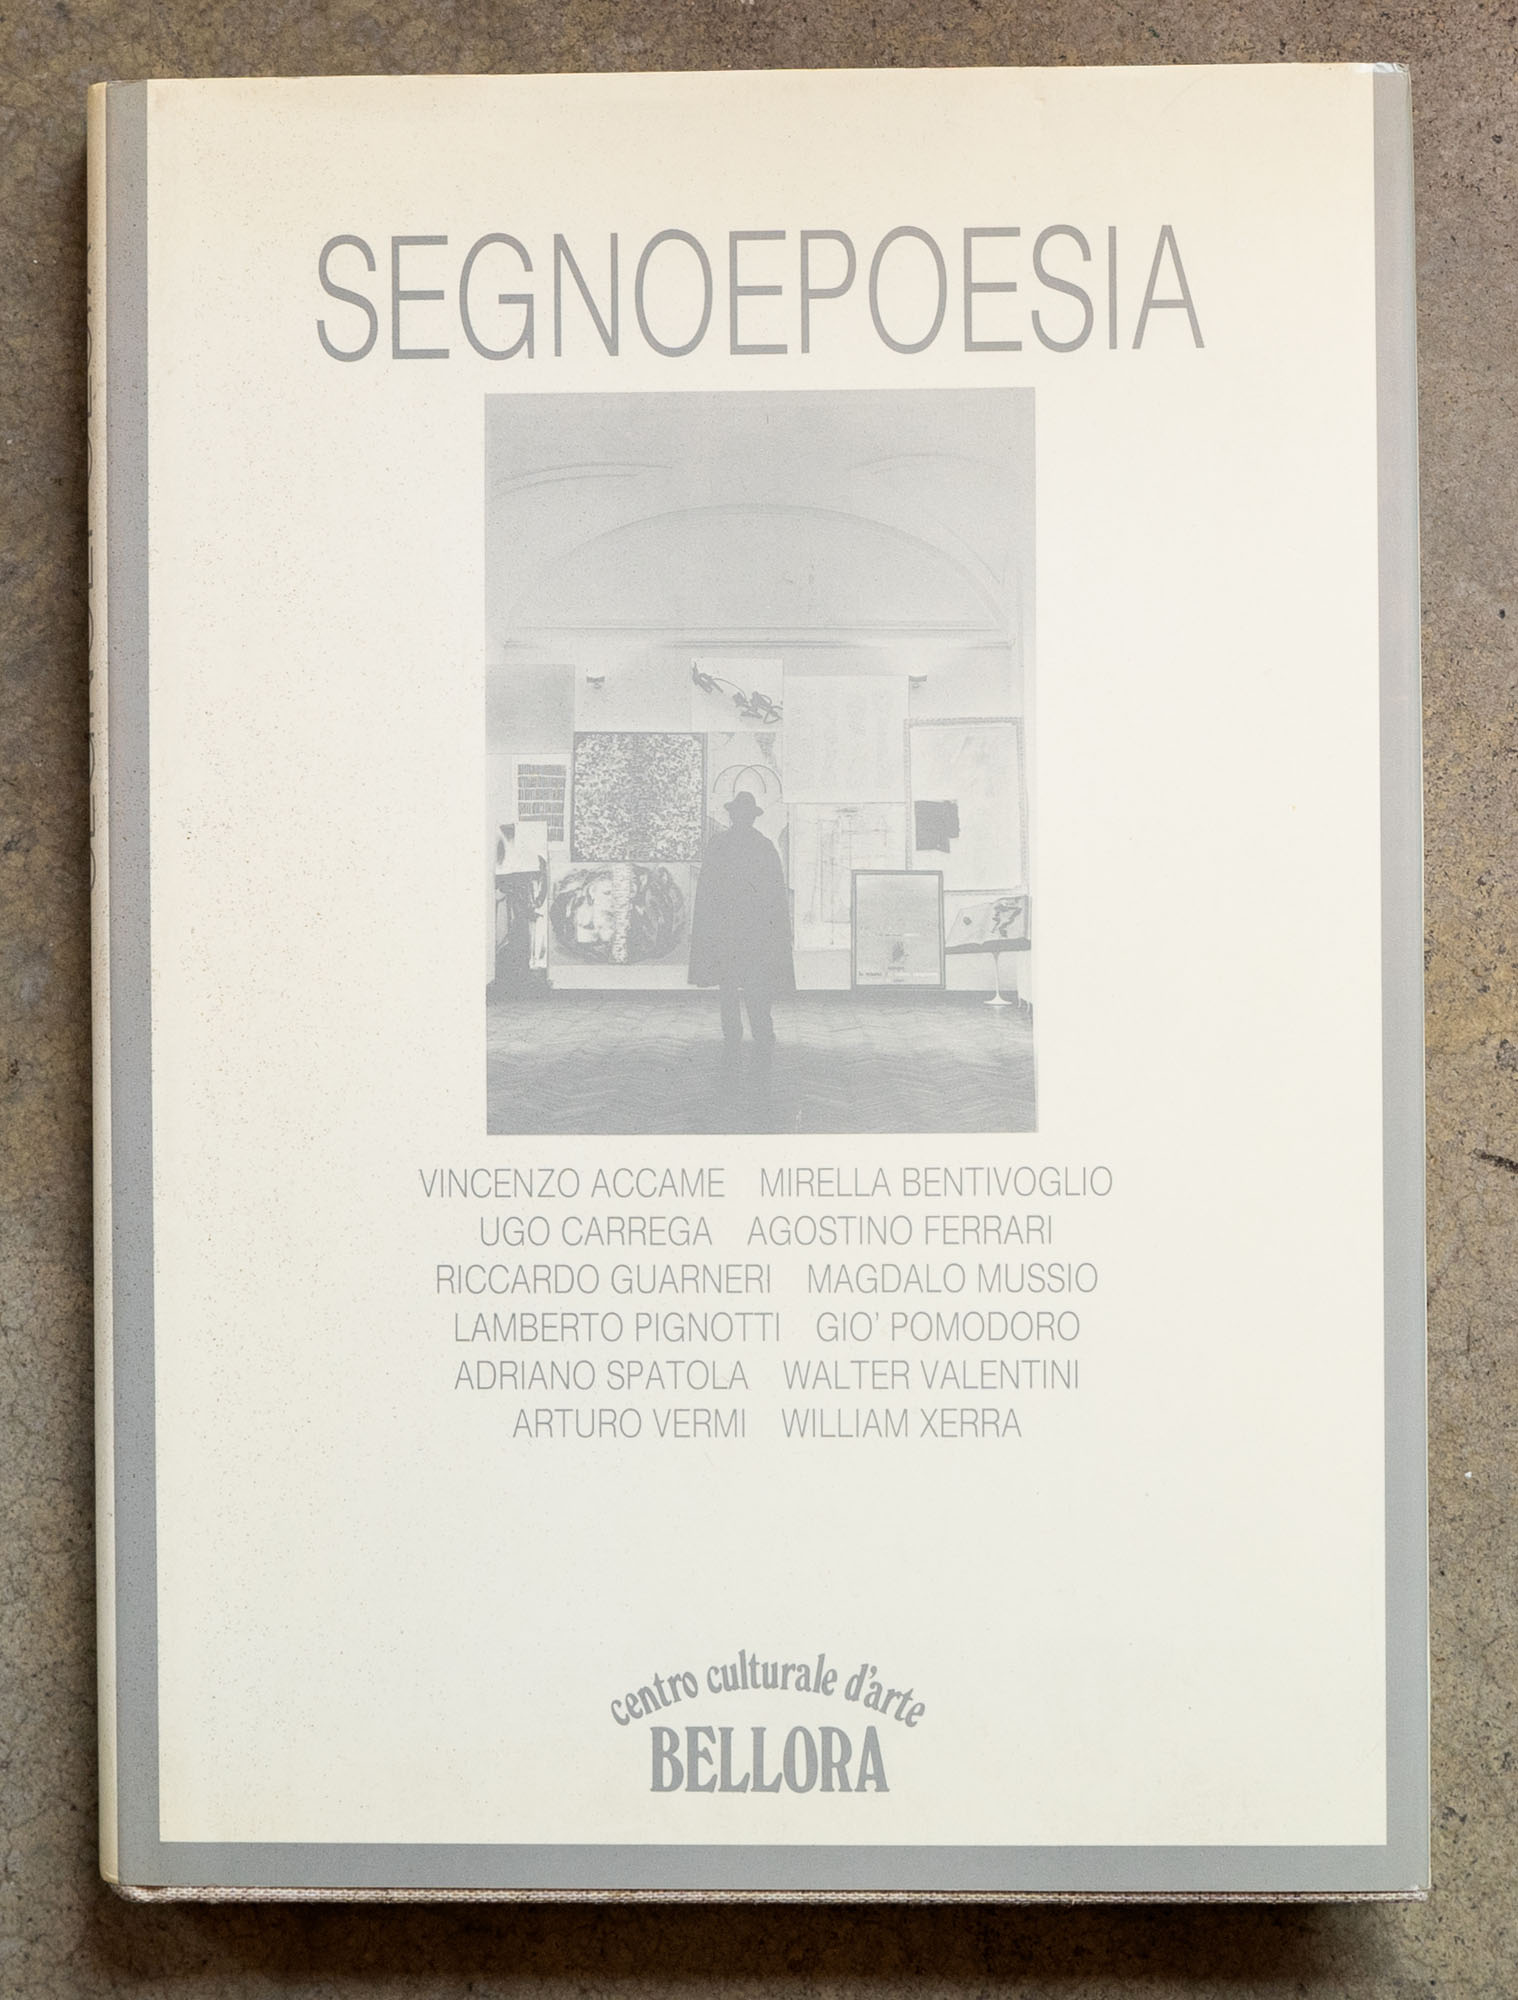 SEGNOEPOESIA
VINCENZO ACCAME MIRELLA BENTIVOGLIO
UGO CARREGA AGOSTINO FERRARI
RICCARDO GUARNERI MAGDALO MUSSIO
LAMBERTO PIGNOTTI GIO' POMODORO
ADRIANO SPATOLA WALTER VALENTINI
ARTURO VERMI WILLIAM XERRA
centro culturale d'arte
BELLORA